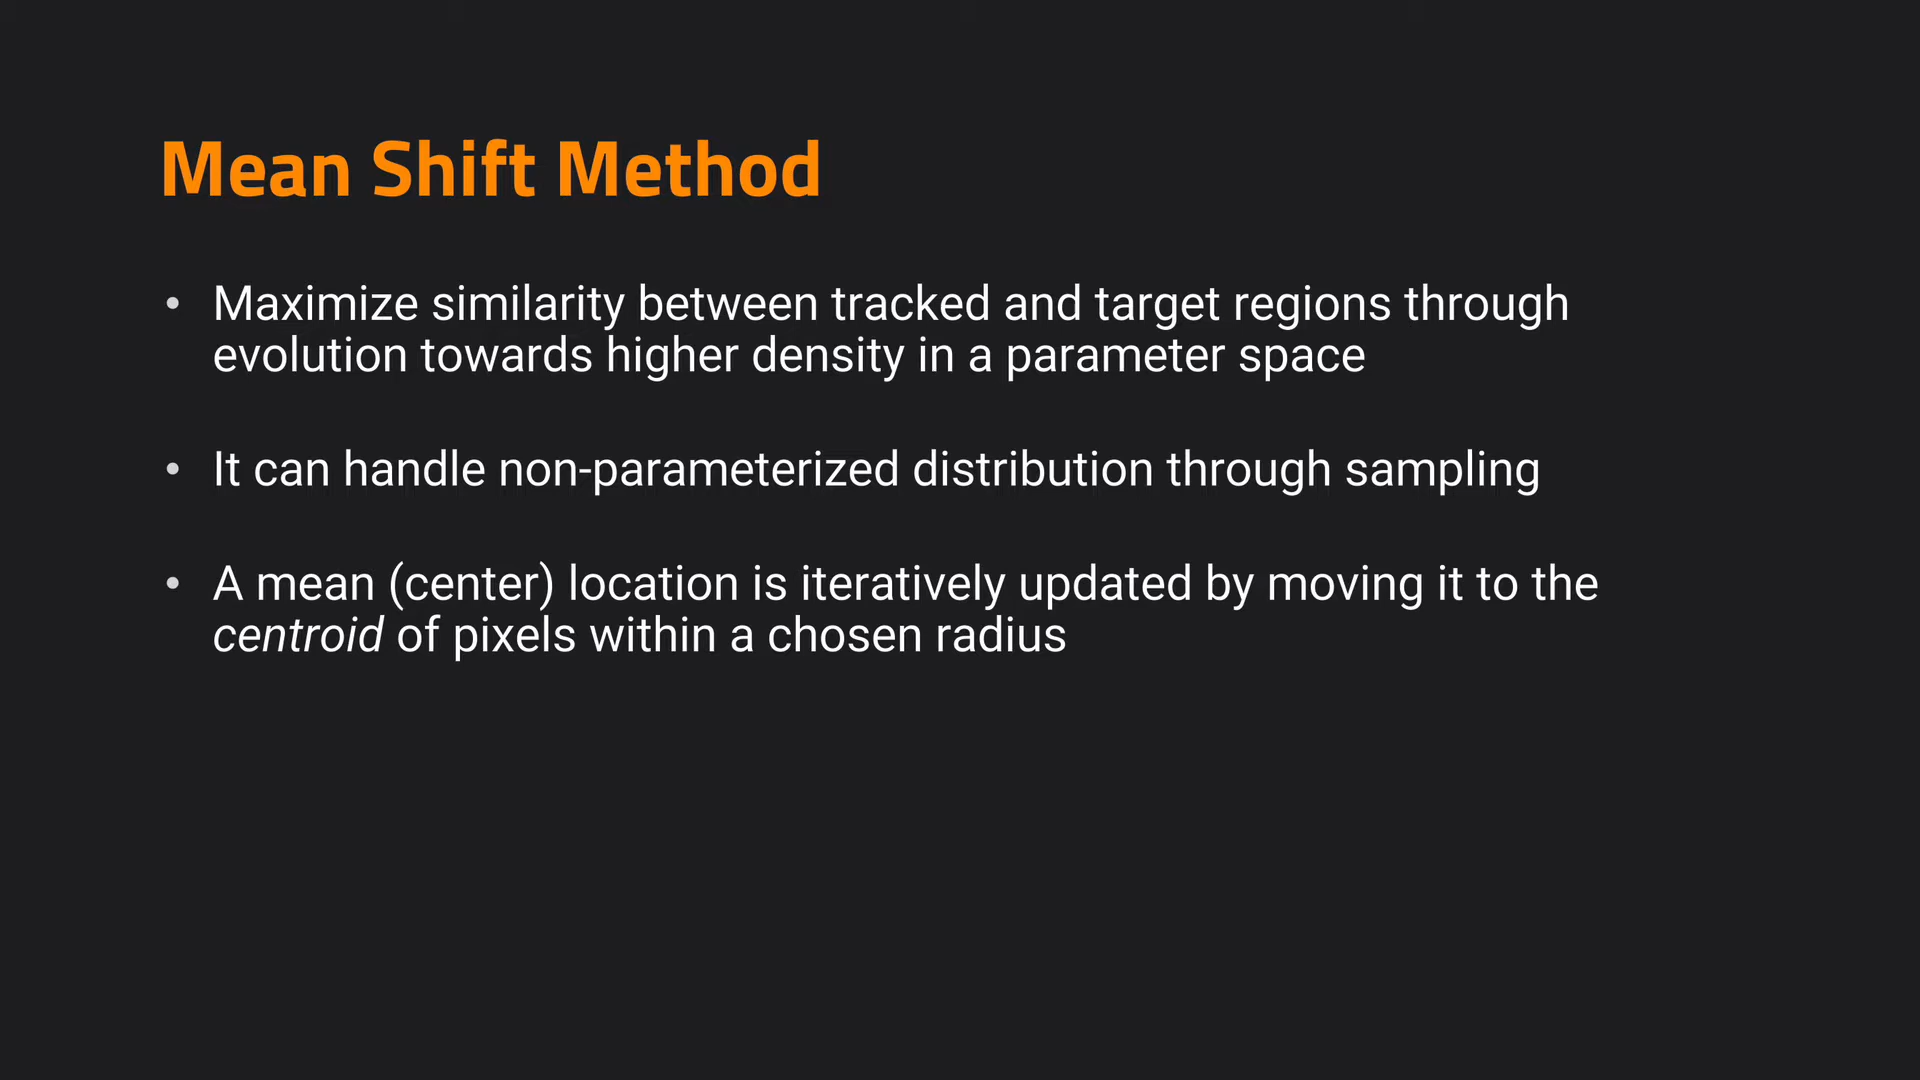 Mean Shift Method
• Maximize similarity between tracked and target regions through
evolution towards higher density in a parameter space
• It can handle non-parameterized distribution through sampling
• A mean (center) location is iteratively updated by moving it to the
centroid of pixels within a chosen radius